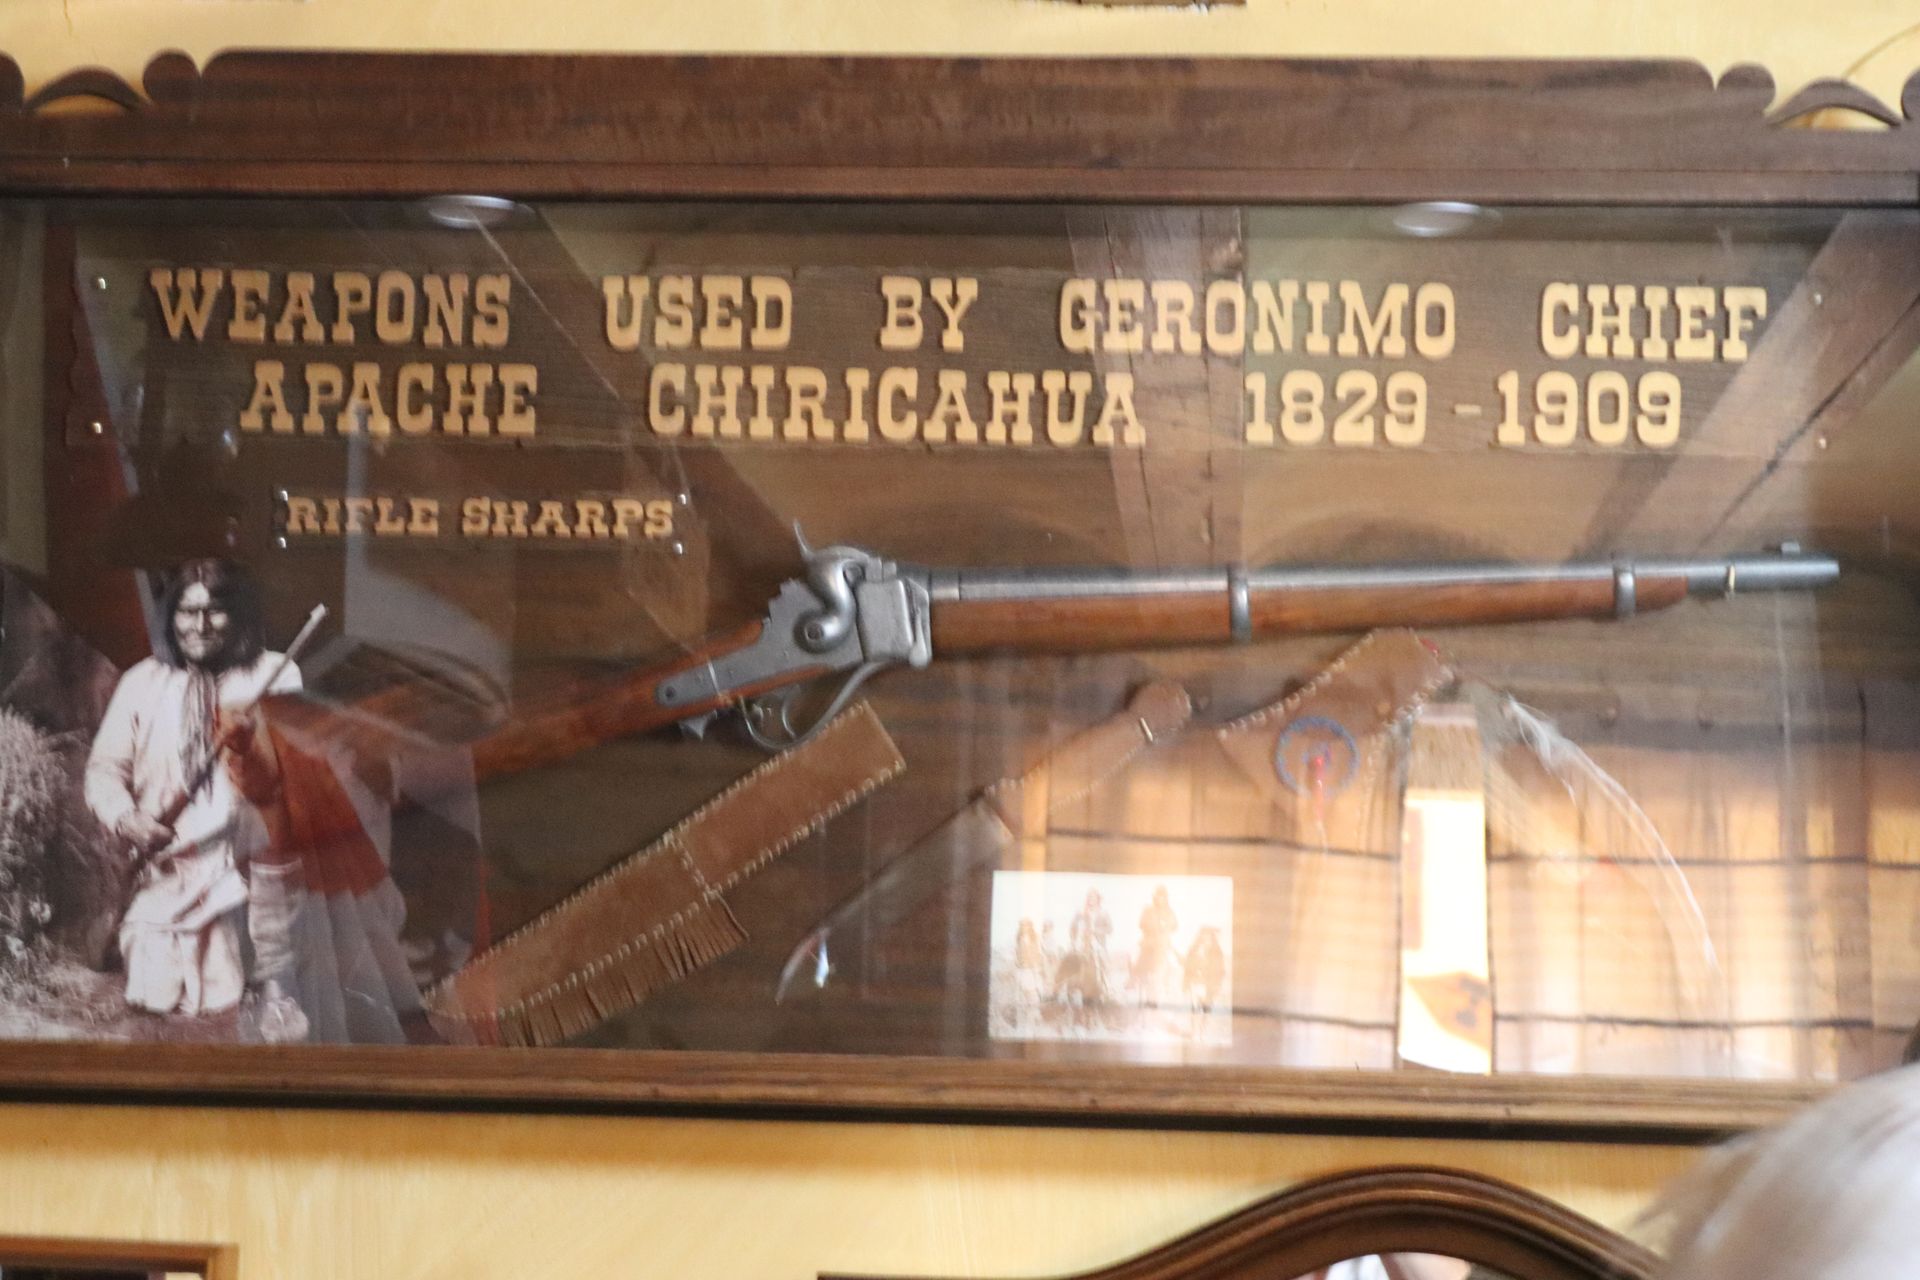 WEAPONS USED BY GERONIMO CHIEF
APACHE CHIRICAHUA 1829-1909
RIFLE SHARPS